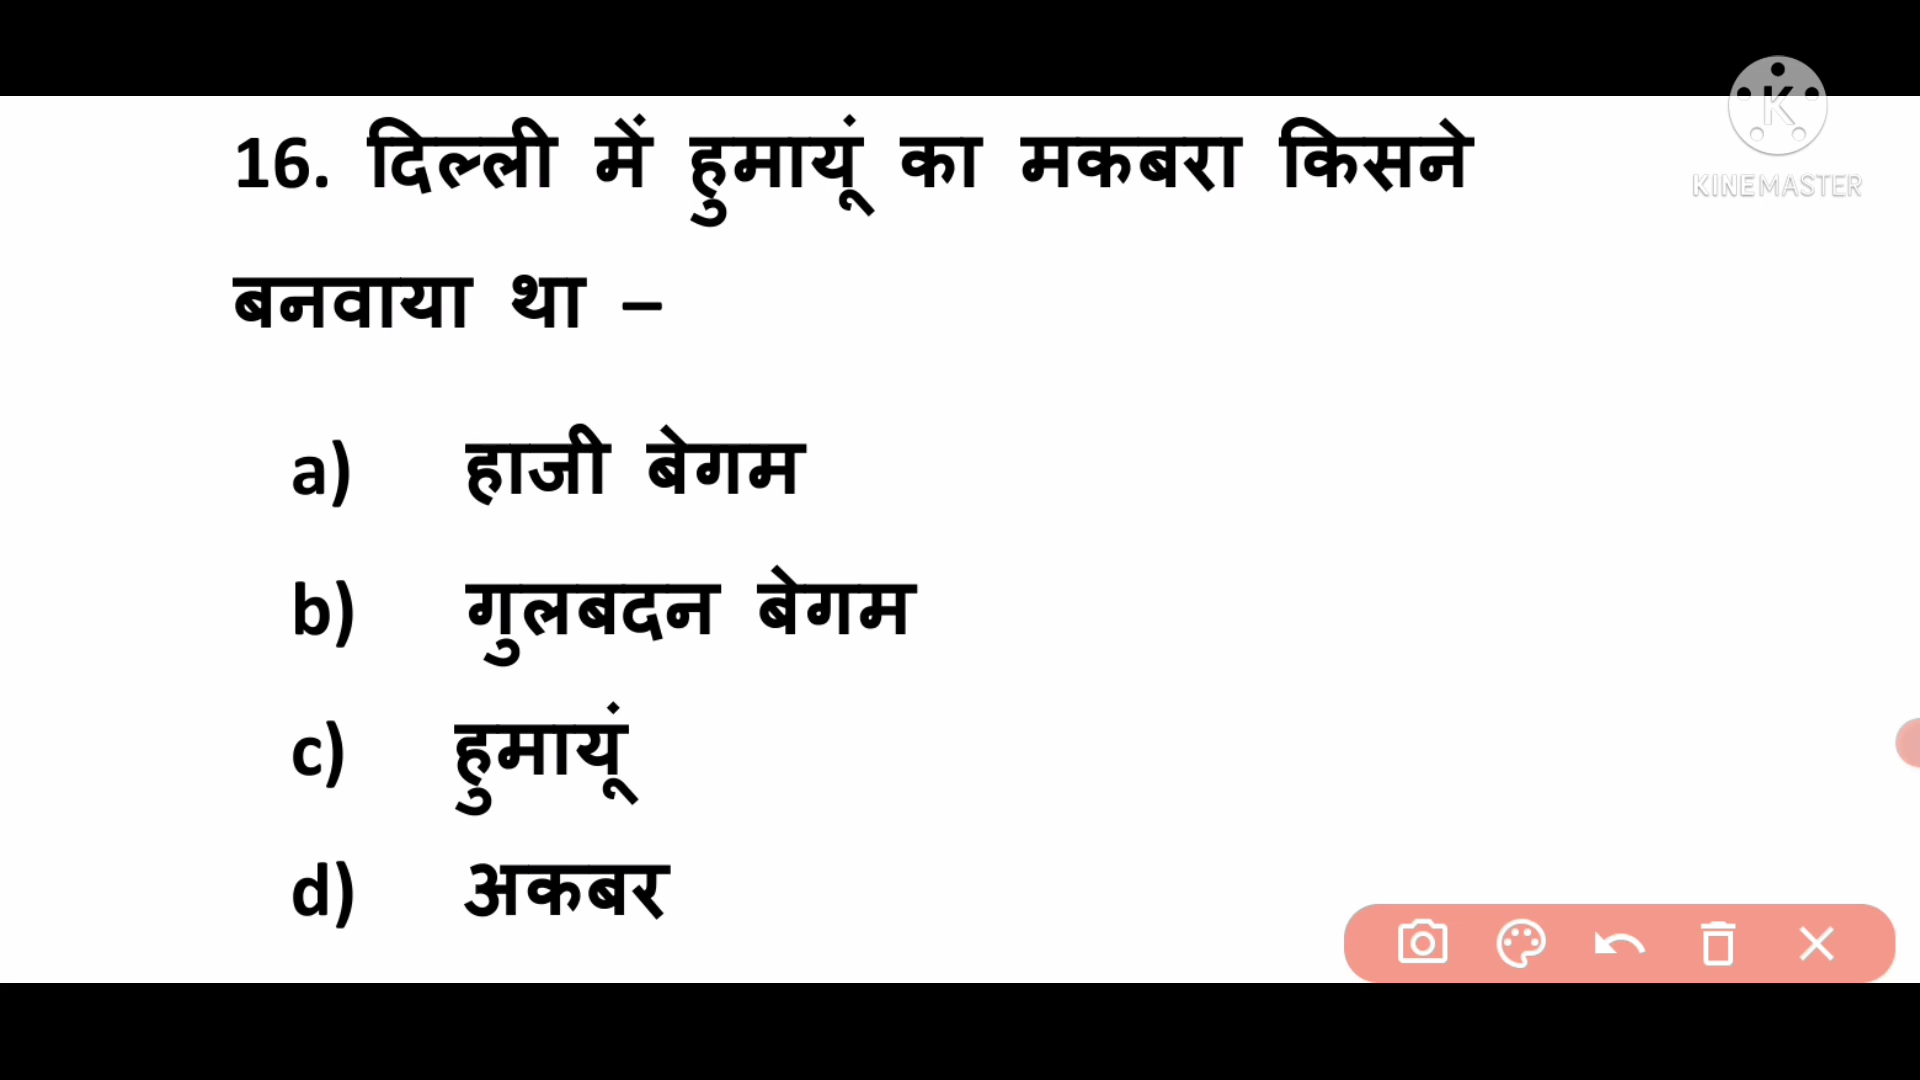 KINEMASTER
16. दिल्ली में हुमायूं का मकबरा किसने
बनवाया था –
a) हाजी बेगम
b) गुलबदन बेगम
c) हुमायूं
d) अकबर